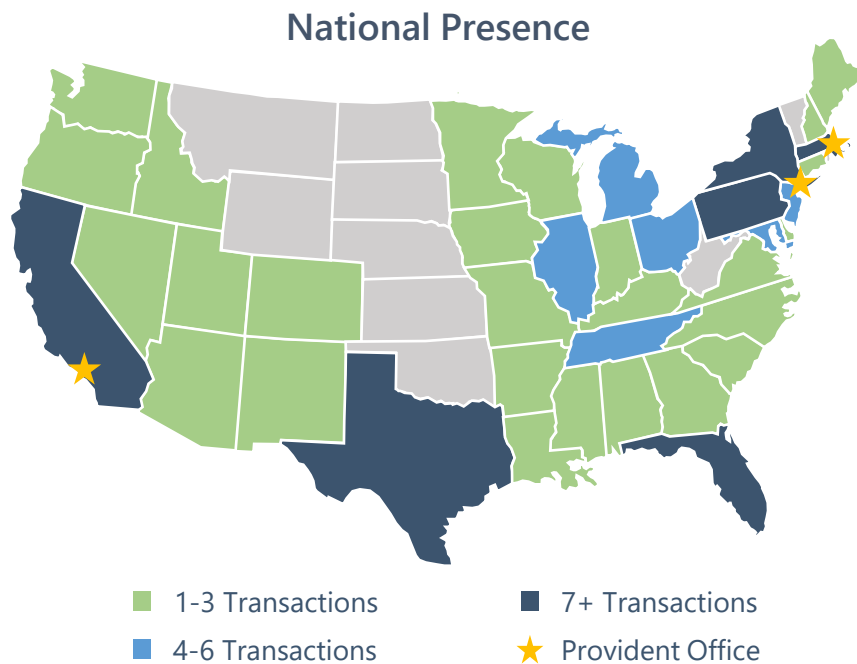 National Presence
1-3 Transactions
7+ Transactions
4-6 Transactions
Provident Office